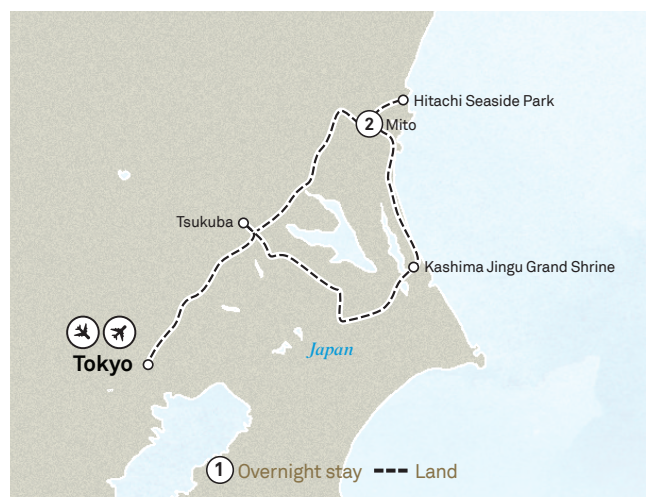 Hitachi Seaside Park
2 Mito
Tsukuba
Kashima Jingu Grand Shrine
Japan
Tokyo
1 Overnight stay Land